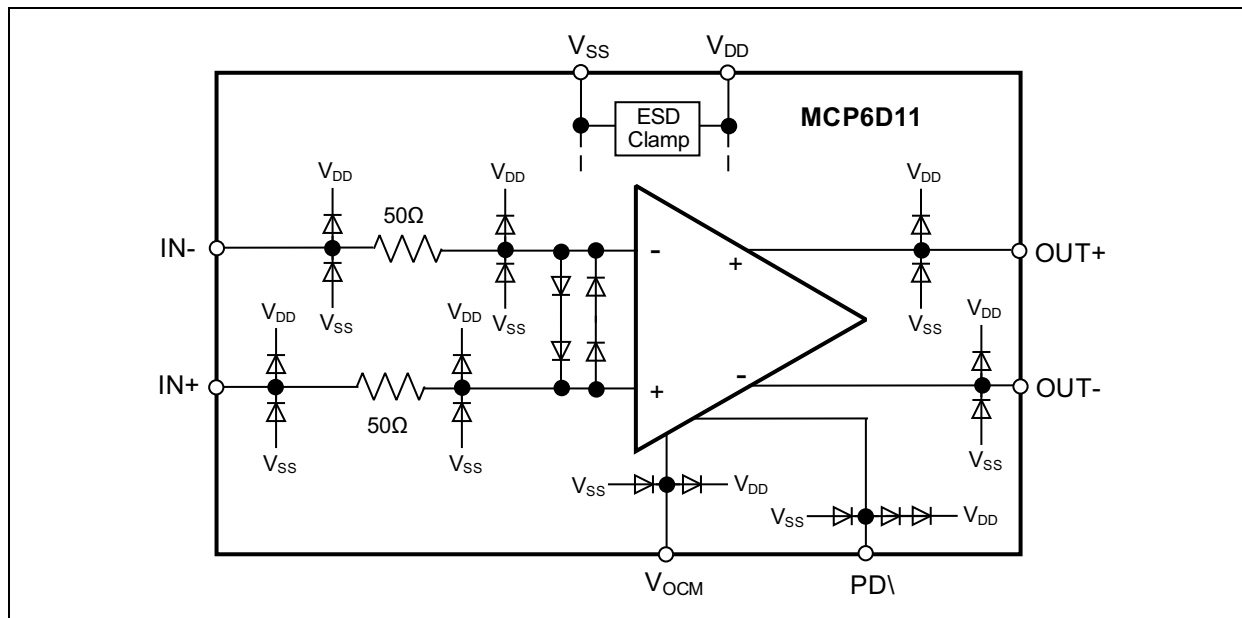 VSS VDD
ESD
Clamp
MCP6D11
VDD VDD VDD
50Ω
IN- - + OUT+
VSS VSS VSS
VDD VDD VDD
IN+ + - OUT-
50Ω
VSS VSS VSS
VSS VDD
VSS VDD
VOCM PD\